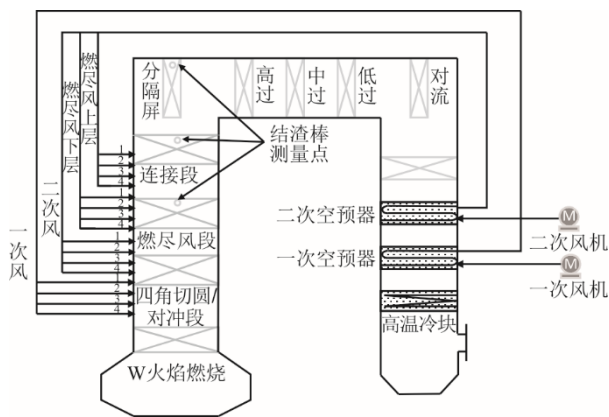 分隔屏
高过
中过
低过
对流
燃尽风上层
燃尽风下层
二次风
一次风
结渣棒
测量点
1
2
3
4
连接段
1
2
3
4
燃尽风段
1
2
3
4
1
2
3
4
四角切圆/
对冲段
W火焰燃烧
二次空预器
M
二次风机
一次空预器
M
一次风机
高温冷块